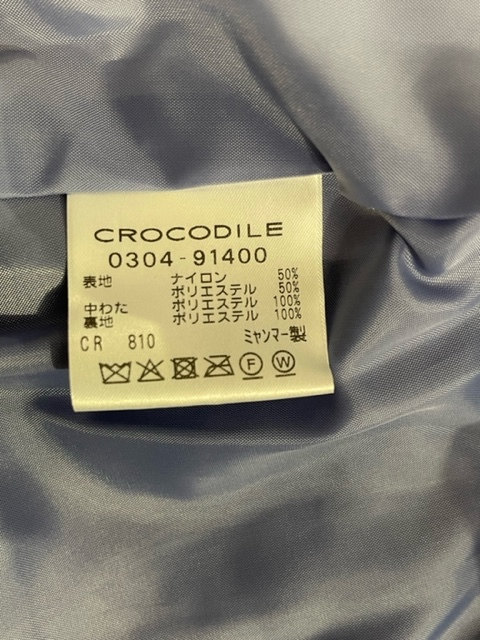 CROCODILE
0304-91400
表地 ナイロン 50%
ポリエステル 50%
中わた ポリエステル 100%
裏地 ポリエステル 100%
CR 810 ミャンマー製
F W